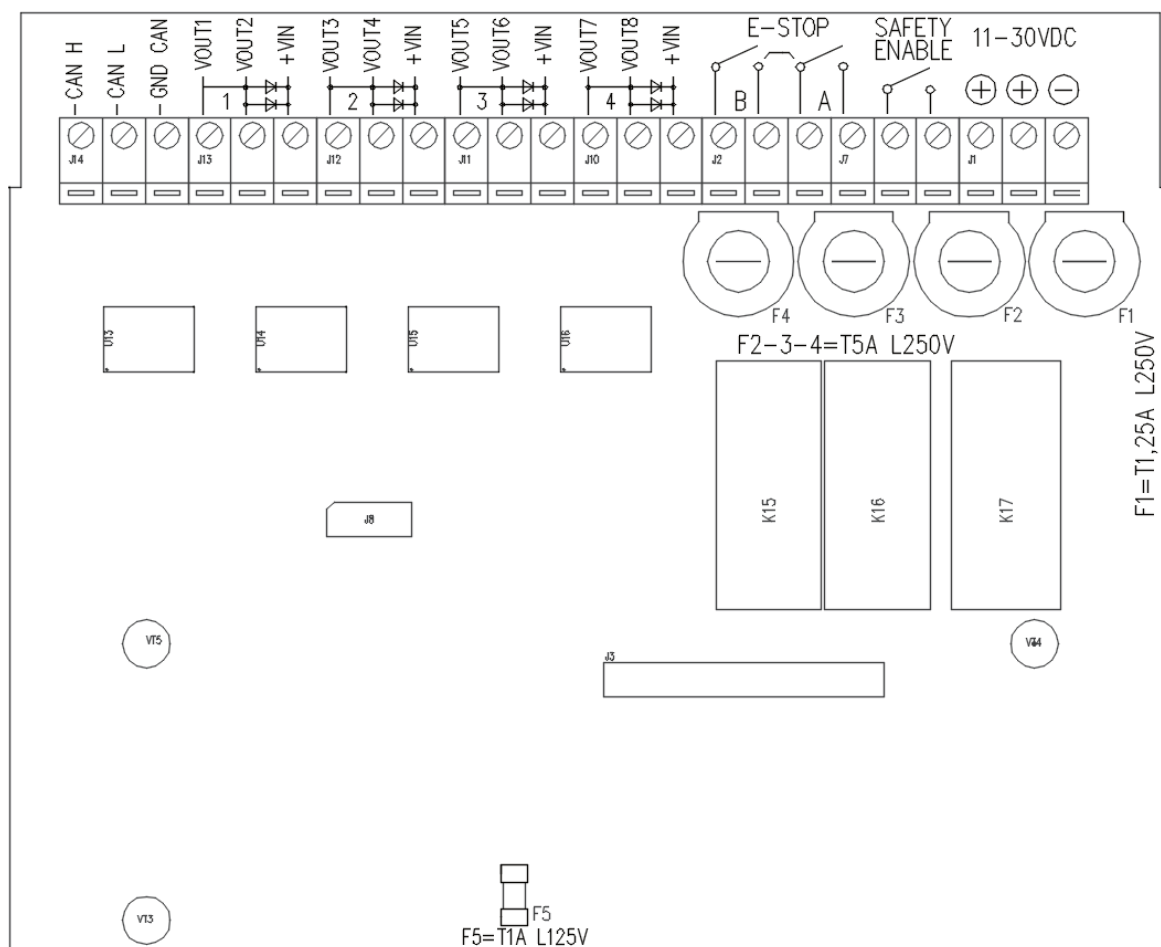 CAN H
CAN L
GND CAN
VOUT1
VOUT2
+VIN
VOUT3
VOUT4
+VIN
VOUT5
VOUT6
+VIN
VOUT7
VOUT8
+VIN
E-STOP
SAFETY
ENABLE
11-30VDC
1
2
3
4
B
A
J14
J13
J12
J11
J10
J2
J7
J1
F4
F3
F2
F1
U13
U14
U15
U16
F2-3-4=T5A L250V
F1=T1,25A L250V
K15
K16
K17
J8
VT5
VT4
J3
VT3
F5
F5=T1A L125V